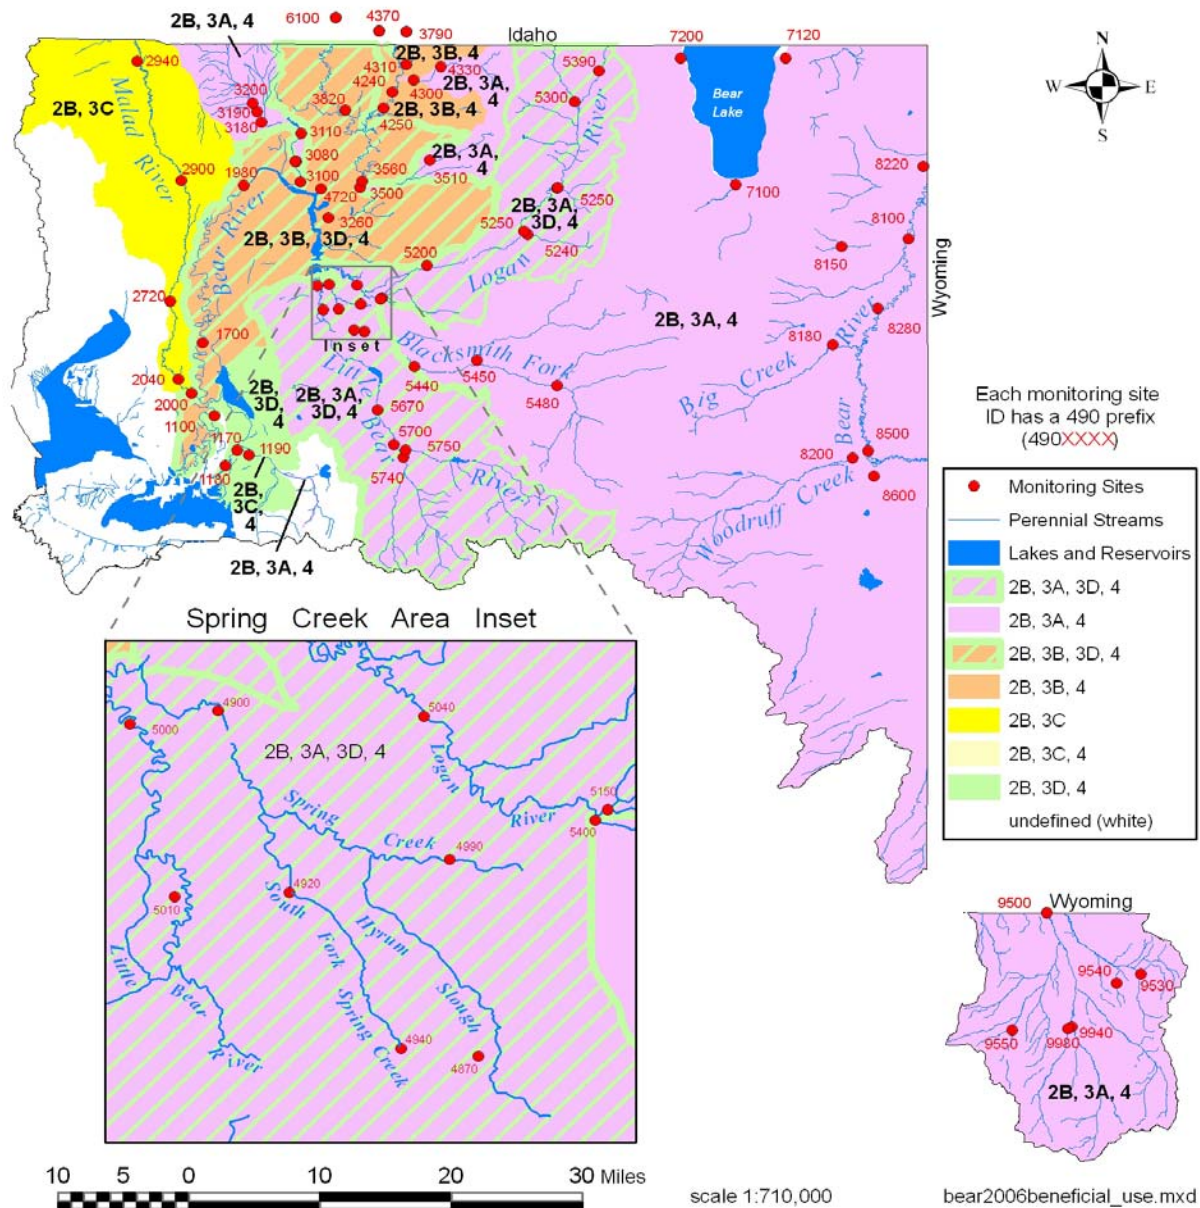 6100
4370
3790
Idaho
7200
7120
N
W
E
S
2B, 3A, 4
2940
2B, 3B, 4
4310
4330
4240
2B, 3A,
4
4300
5390
5300
River
Bear
Lake
2B, 3C
Malad
River
3200
3190
3180
3820
2B, 3B, 4
4250
3110
3080
2B, 3A,
4
8220
2900
1980
3100
3560
3510
4720
3500
5250
7100
2B, 3A,
3D, 4
Bear River
3260
2B, 3B, 3D, 4
5250
5240
8100
8150
Wyoming
5200
Logan
2720
1700
Inset
2B, 3A, 4
8280
8180
Blacksmith Fork
Little
Bear
River
5440
5450
5480
Big
Creek
River
2040
2000
1100
2B,
3D,
4
2B, 3A,
3D, 4
5670
Each monitoring site
ID has a 490 prefix
(490XXXX)
1170
1190
1180
5700
5750
5740
Bear
8500
8200
8600
2B,
3C,
4
Woodruff Creek
2B, 3A, 4
Monitoring Sites
Perennial Streams
Lakes and Reservoirs
2B, 3A, 3D, 4
2B, 3A, 4
2B, 3B, 3D, 4
2B, 3B, 4
2B, 3C
2B, 3C, 4
2B, 3D, 4
undefined (white)
Spring Creek Area Inset
4900
5000
5040
2B, 3A, 3D, 4
Logan
River
5150
5400
Spring
Creek
4990
4920
5010
South
Fork
Spring Creek
Hyrum
Slough
Little
Bear
River
4940
4870
9500
Wyoming
9540
9530
9550
9980
9940
2B, 3A, 4
10 5 0 10 20 30 Miles
scale 1:710,000
bear2006beneficial_use.mxd